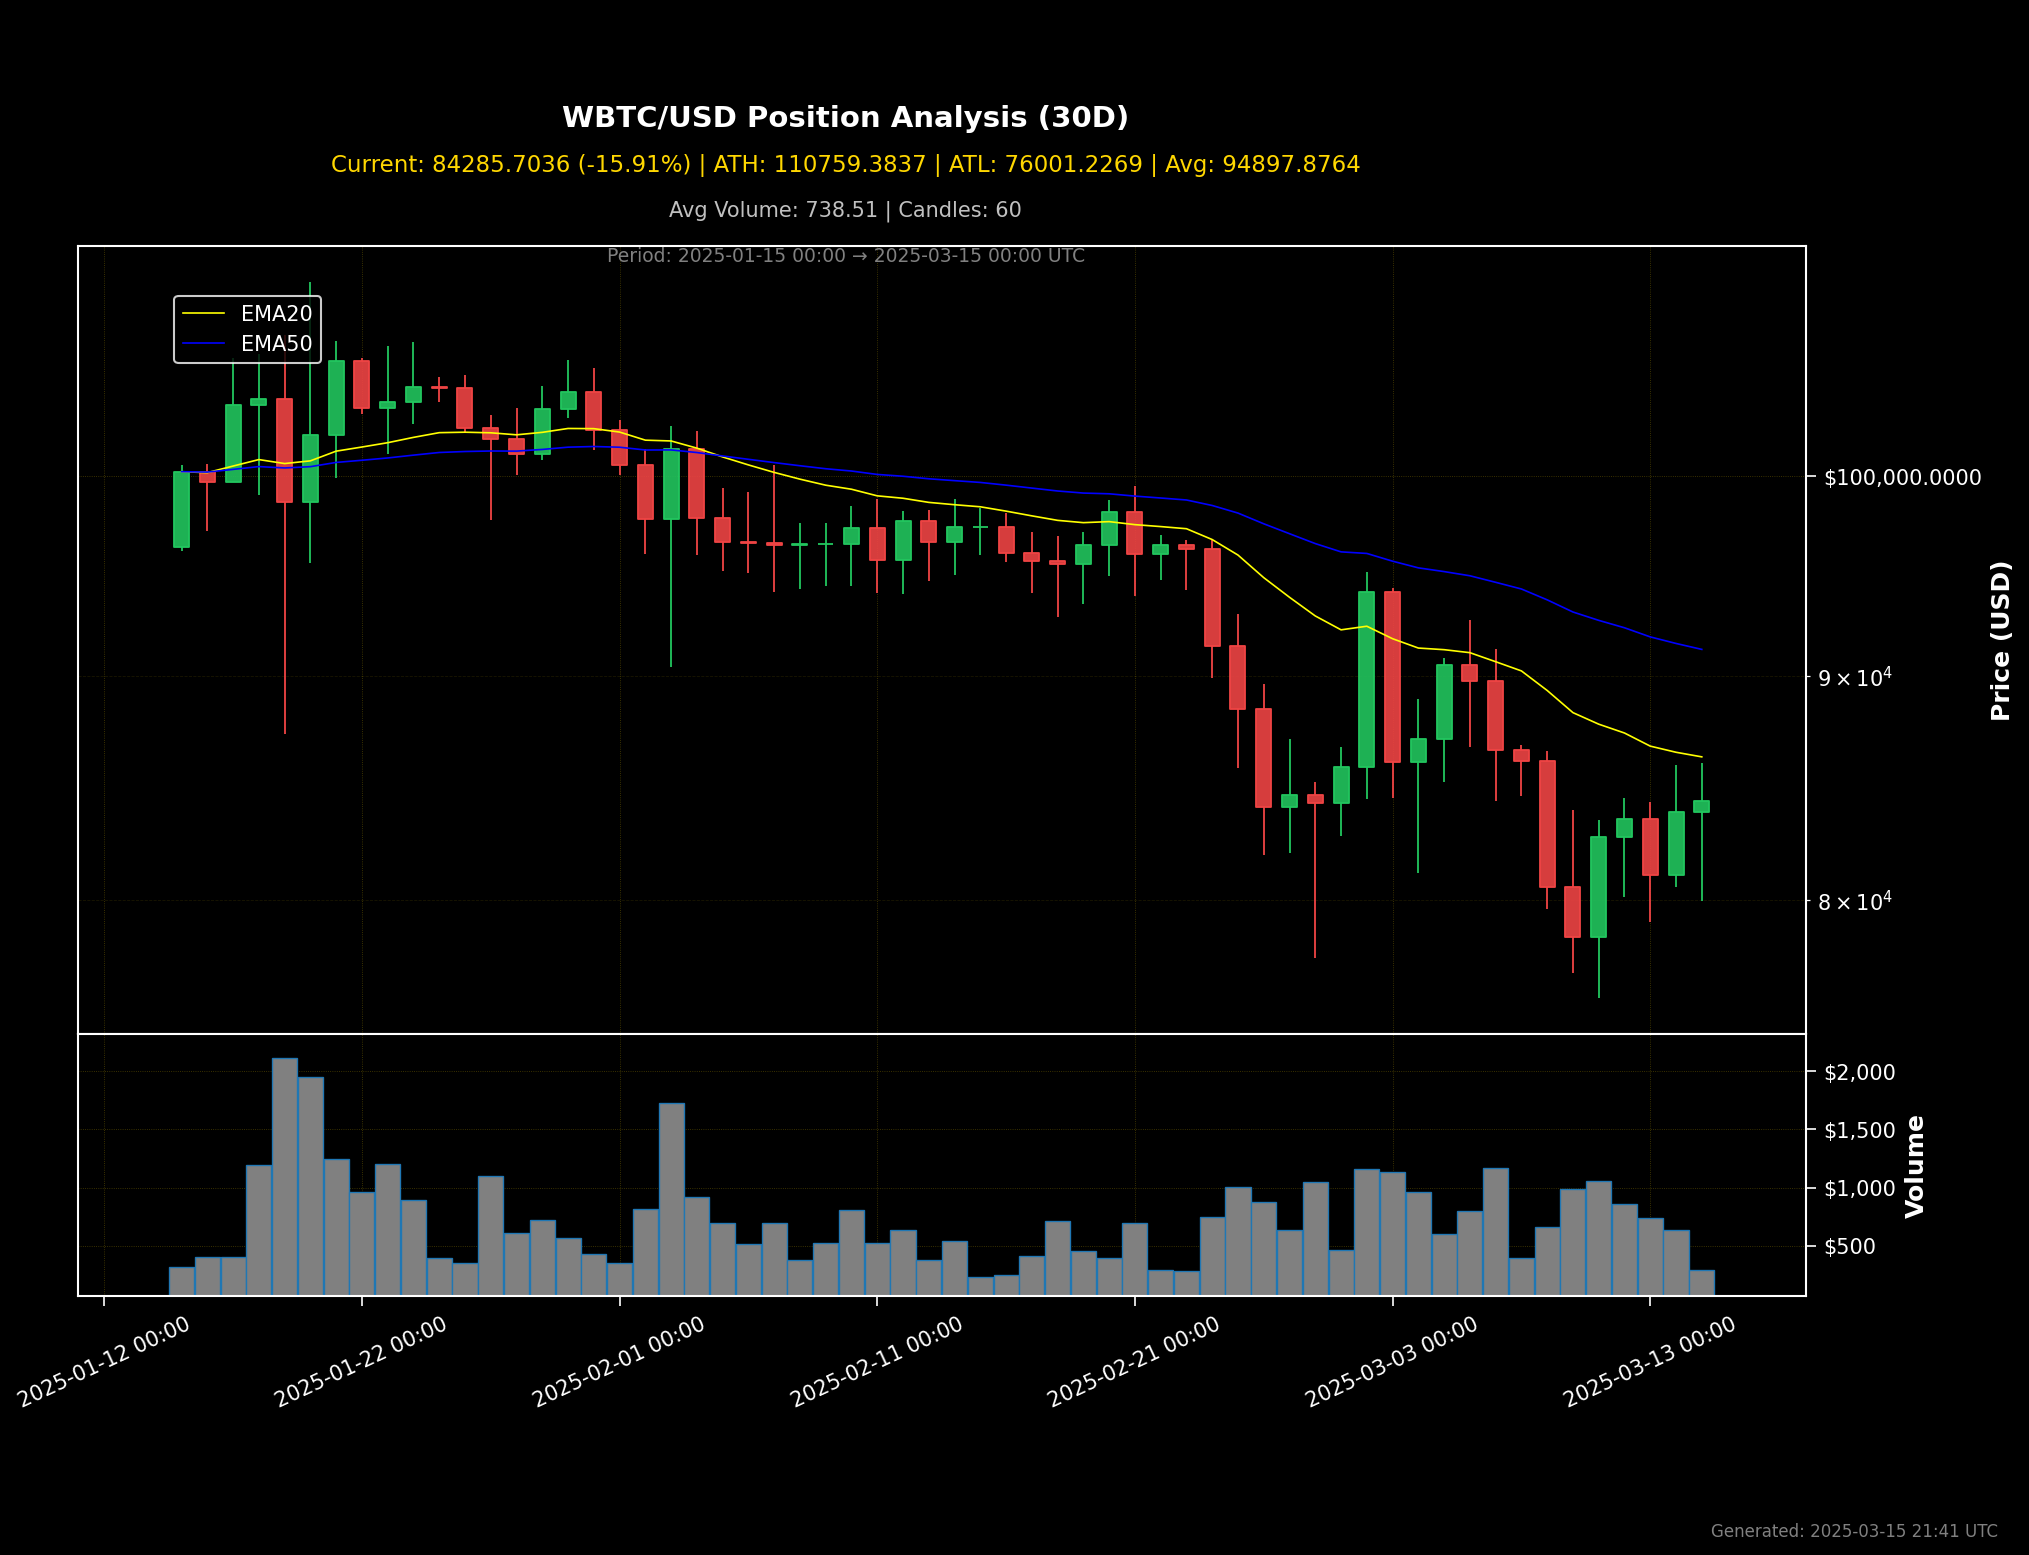 WBTC/USD Position Analysis (30D)
Current: 84285.7036 (-15.91%) | ATH: 110759.3837 | ATL: 76001.2269 | Avg: 94897.8764
Avg Volume: 738.51 | Candles: 60
Period: 2025-01-15 00:00 → 2025-03-15 00:00 UTC
EMA20
EMA50
$100,000.0000
9 × 10⁴
8 × 10⁴
Price (USD)
$2,000
$1,500
$1,000
$500
Volume
2025-01-12 00:00
2025-01-22 00:00
2025-02-01 00:00
2025-02-11 00:00
2025-02-21 00:00
2025-03-03 00:00
2025-03-13 00:00
Generated: 2025-03-15 21:41 UTC